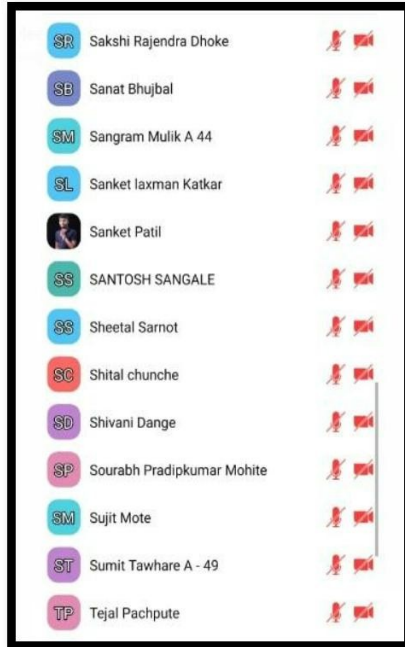 SR Sakshi Rajendra Dhoke
SB Sanat Bhujbal
SM Sangram Mulik A 44
SL Sanket laxman Katkar
Sanket Patil
SS SANTOSH SANGALE
SS Sheetal Sarnot
SC Shital chunche
SD Shivani Dange
SP Sourabh Pradipkumar Mohite
SM Sujit Mote
ST Sumit Tawhare A - 49
TP Tejal Pachpute